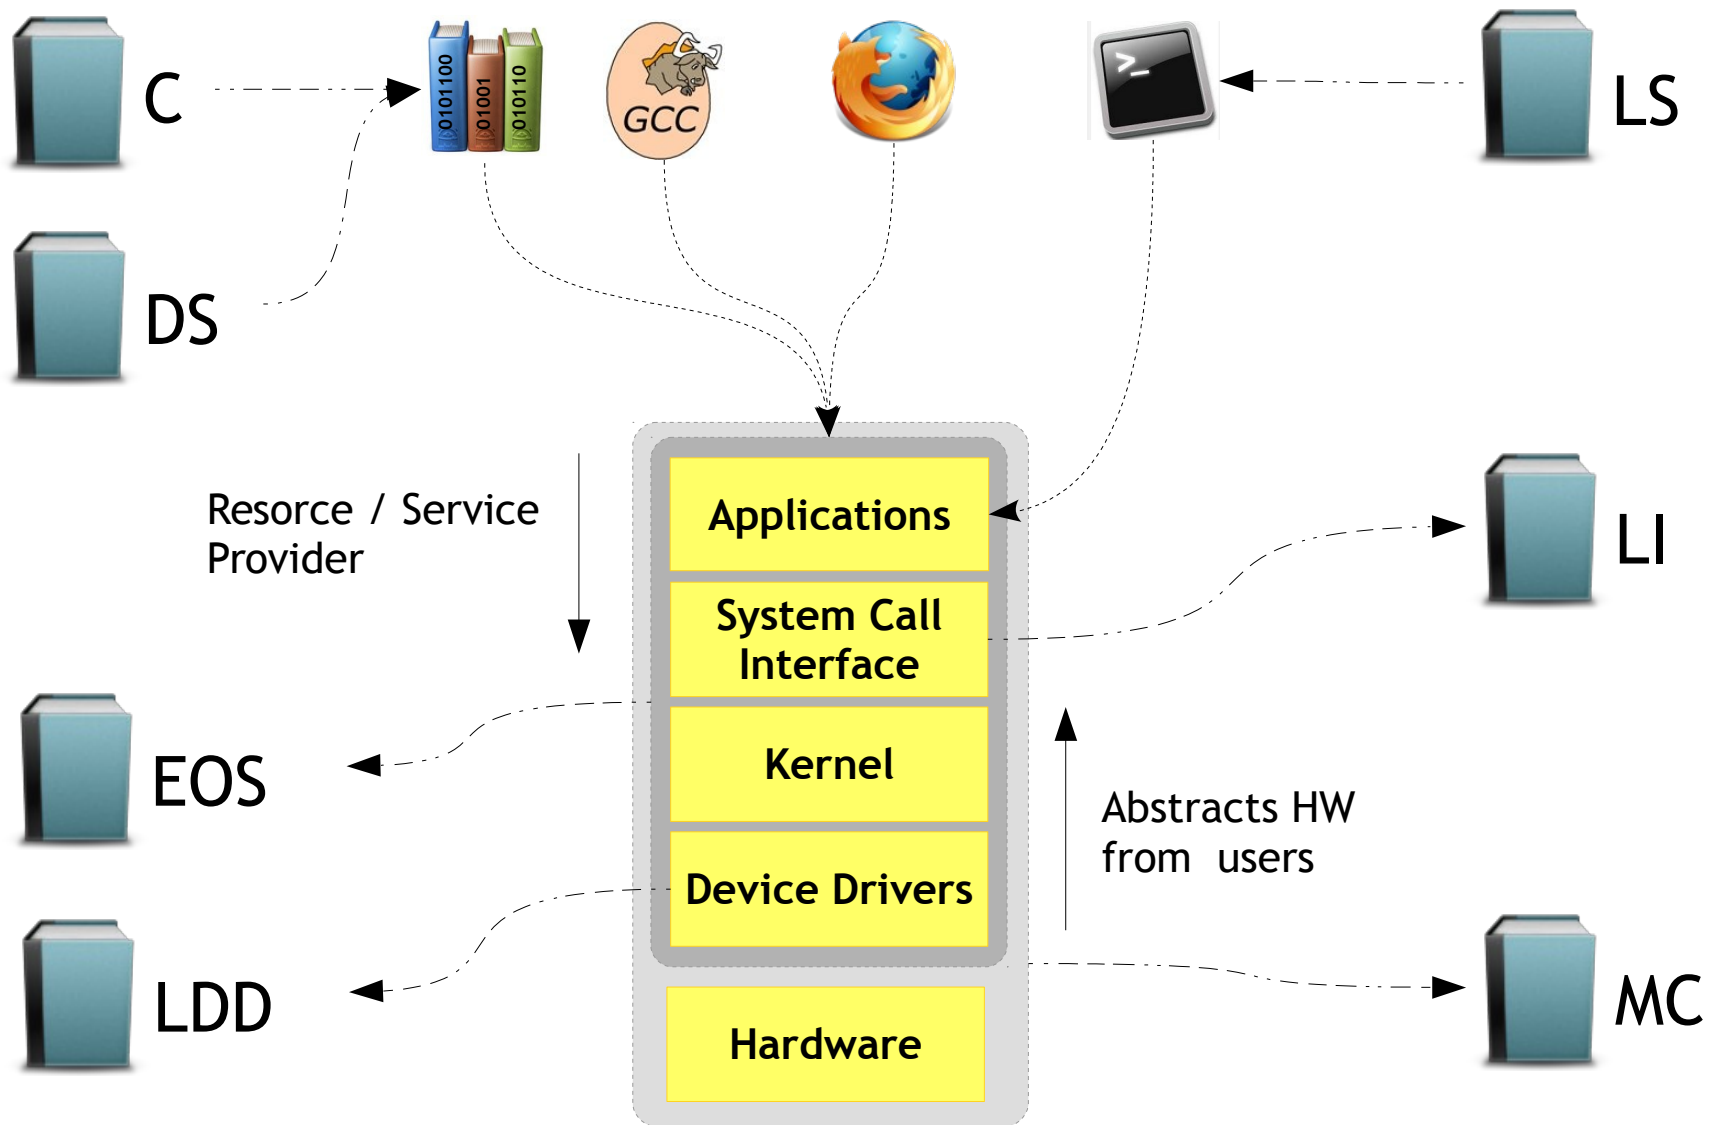 C
0101100
01001
010110
GCC
>_
LS
DS
Resorce / Service
Provider
Applications
LI
System Call
Interface
EOS
Kernel
Abstracts HW
from users
Device Drivers
LDD
MC
Hardware